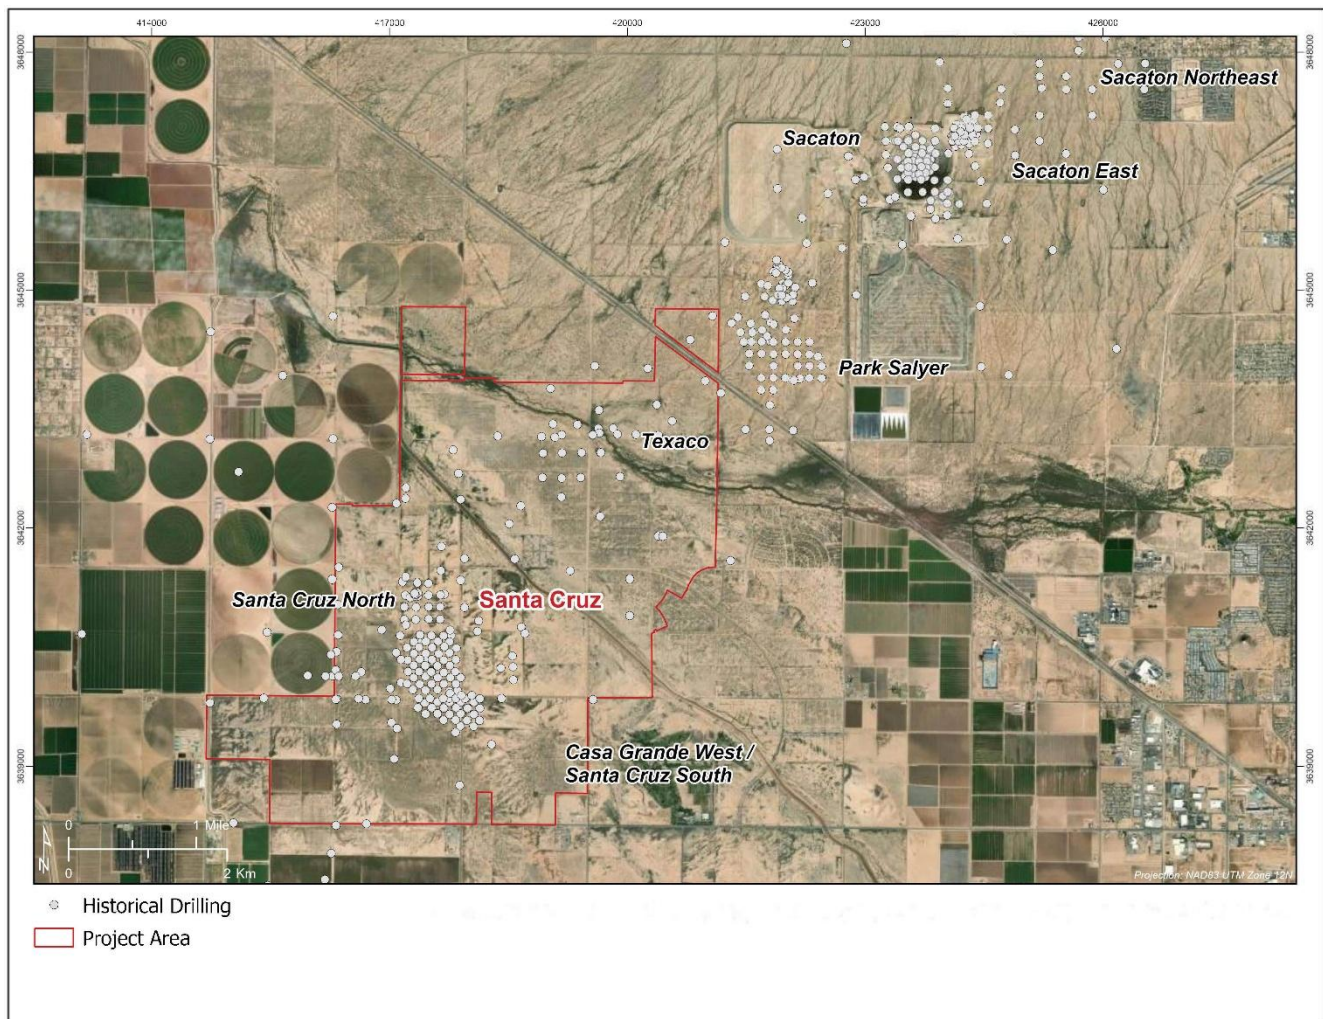 414000
417000
420000
423000
426000
3648000
3648000
Sacaton Northeast
Sacaton
Sacaton East
3645000
3645000
Park Salyer
Texaco
3642000
3642000
Santa Cruz North
Santa Cruz
Casa Grande West /
Santa Cruz South
3639000
3639000
0 1 Mile
0 2 Km
Projection: NAD83 UTM Zone 12N
Historical Drilling
Project Area